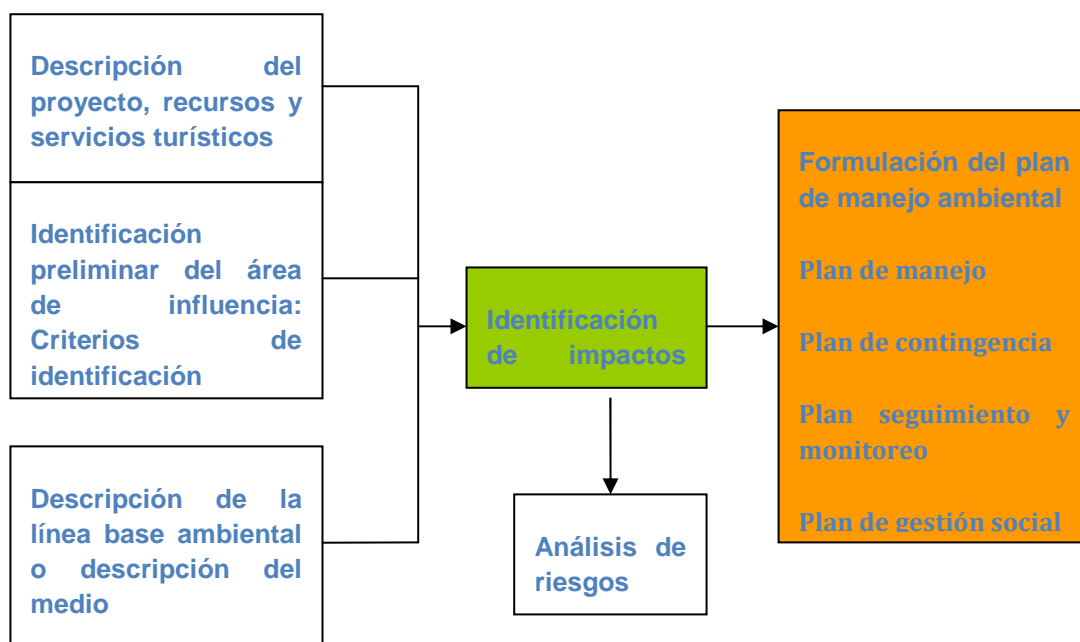 Descripción del
proyecto, recursos y
servicios turísticos
Identificación
preliminar del área
de influencia:
Criterios de
identificación
Descripción de la
línea base ambiental
o descripción del
medio
Identificación
de impactos
Análisis de
riesgos
Formulación del plan
de manejo ambiental
Plan de manejo
Plan de contingencia
Plan seguimiento y
monitoreo
Plan de gestión social